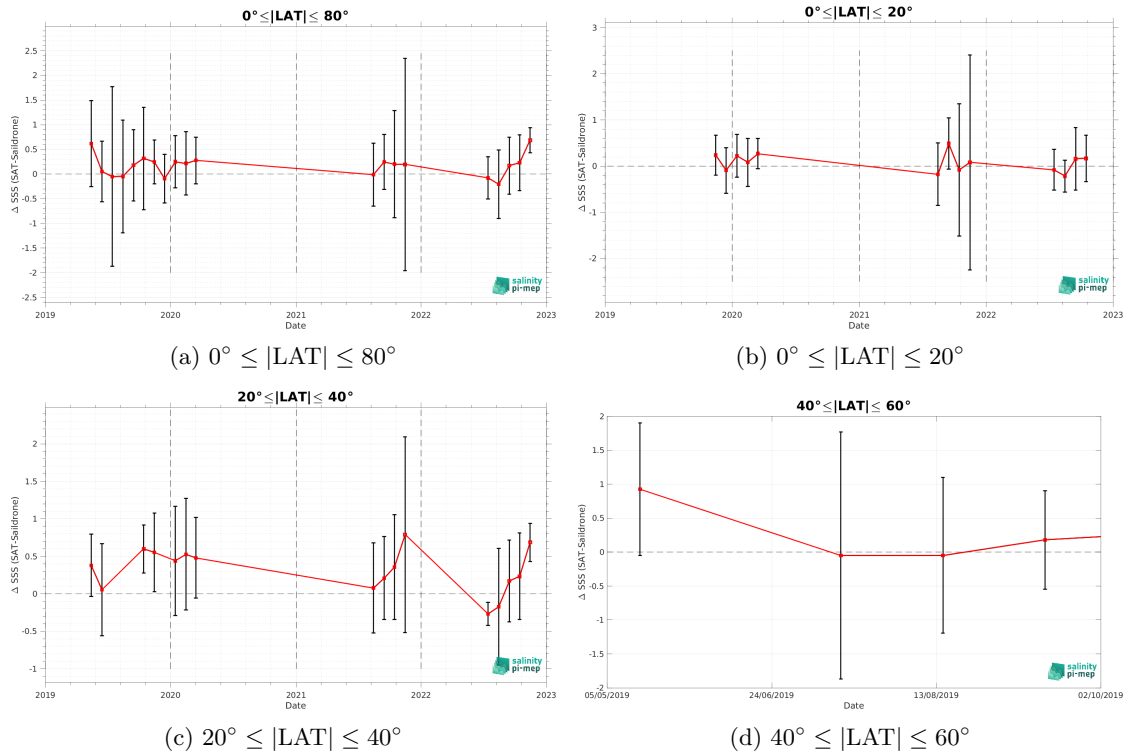 0°≤|LAT|≤ 80°
Δ SSS (SAT-Saildrone)
2.5
2
1.5
1
0.5
0
-0.5
-1
-1.5
-2
-2.5
2019
2020
2021
2022
2023
Date
salinity
pi-mep
(a) 0° ≤ |LAT| ≤ 80°
0°≤|LAT|≤ 20°
Δ SSS (SAT-Saildrone)
3
2
1
0
-1
-2
2019
2020
2021
2022
2023
Date
salinity
pi-mep
(b) 0° ≤ |LAT| ≤ 20°
20°≤|LAT|≤ 40°
Δ SSS (SAT-Saildrone)
2
1.5
1
0.5
0
-0.5
-1
2019
2020
2021
2022
2023
Date
salinity
pi-mep
(c) 20° ≤ |LAT| ≤ 40°
40°≤|LAT|≤ 60°
Δ SSS (SAT-Saildrone)
2
1.5
1
0.5
0
-0.5
-1
-1.5
-2
05/05/2019
24/06/2019
13/08/2019
02/10/2019
Date
salinity
pi-mep
(d) 40° ≤ |LAT| ≤ 60°